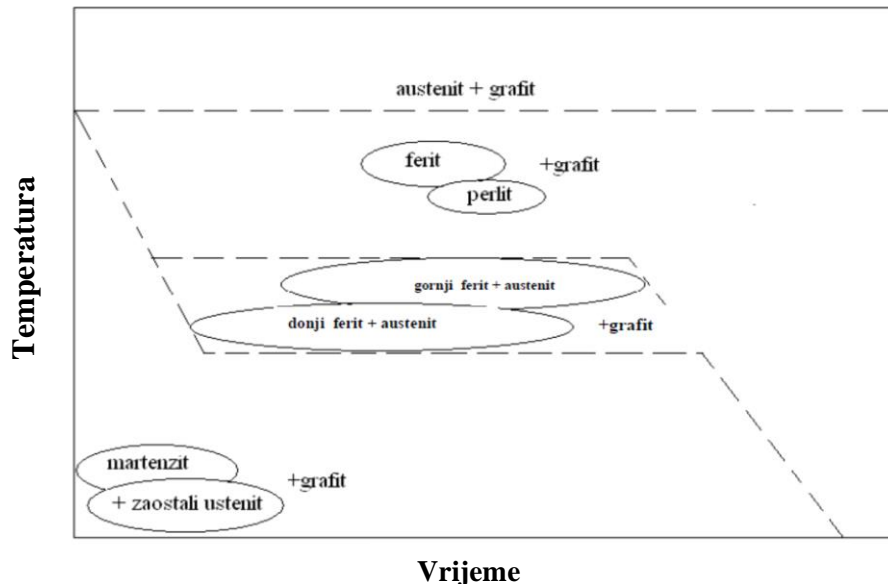 austenit + grafit
ferit
+grafit
perlit
gornji ferit + austenit
donji ferit + austenit
+grafit
martenzit
+grafit
+ zaostali ustenit
Temperatura
Vrijeme